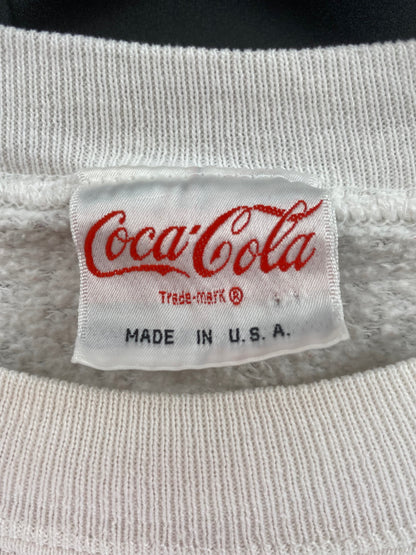 Coca-Cola
Trade-mark ®
MADE IN U.S.A.